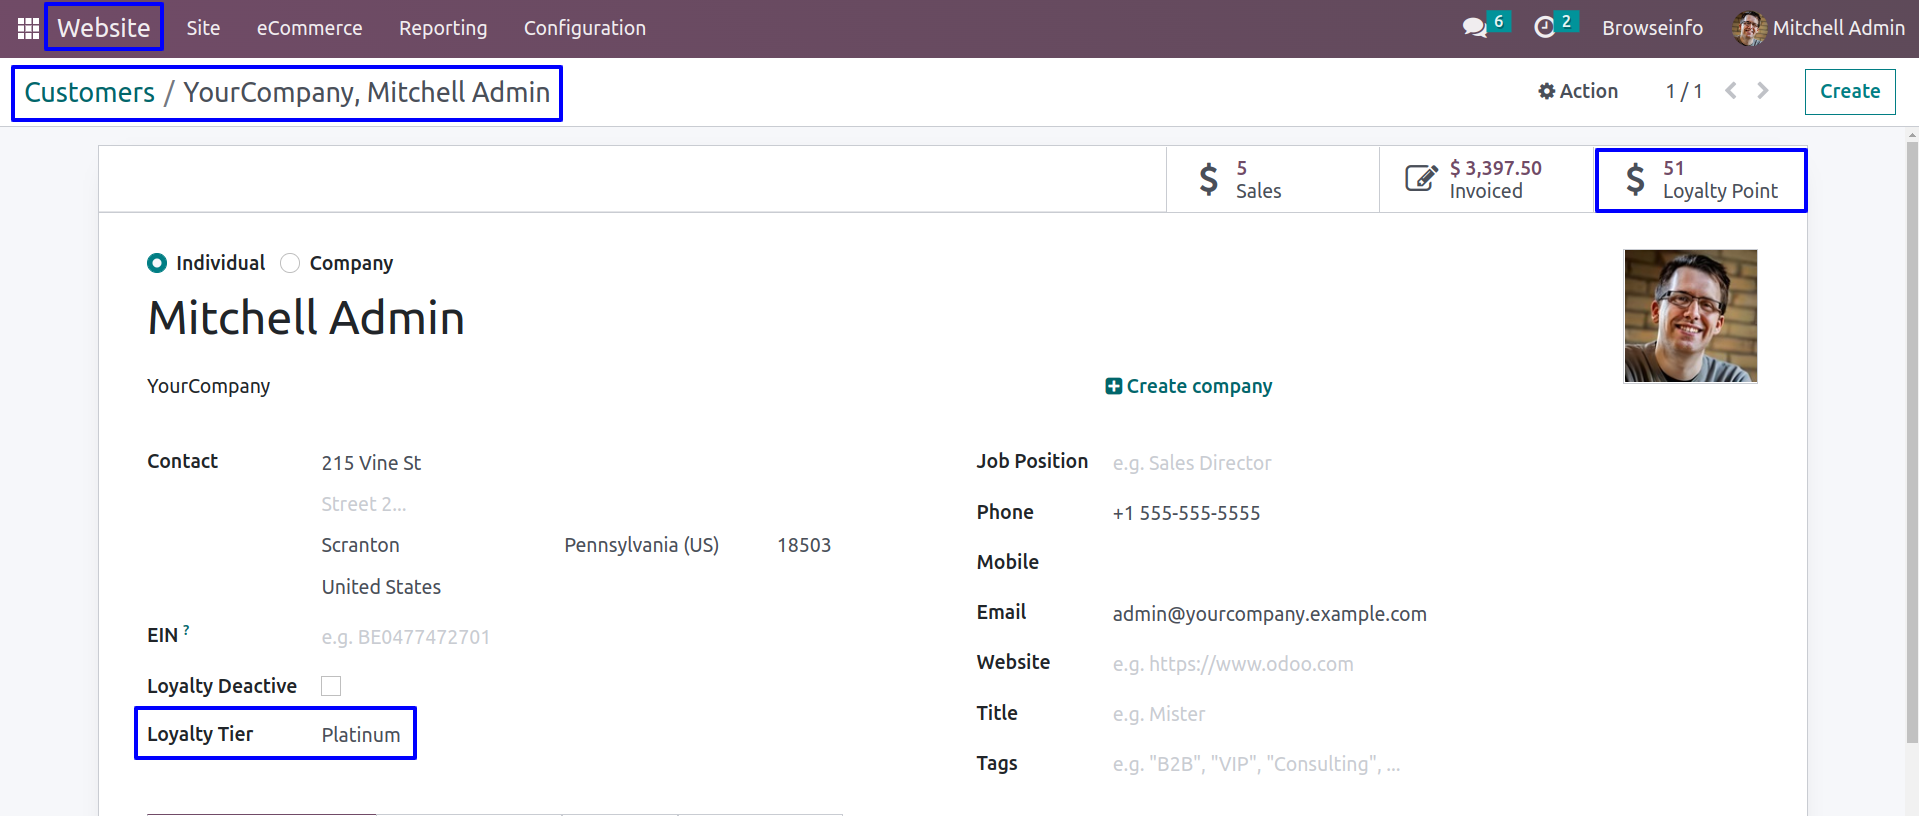 Website Site eCommerce Reporting Configuration 6 2 Browseinfo Mitchell Admin
Customers / YourCompany, Mitchell Admin Action 1 / 1 Create
5 $ 3,397.50 51
Sales Invoiced Loyalty Point
Individual Company
Mitchell Admin
YourCompany Create company
Contact 215 Vine St Job Position e.g. Sales Director
Street 2... Phone +1 555-555-5555
Scranton Pennsylvania (US) 18503
Mobile
United States
Email admin@yourcompany.example.com
EIN ? e.g. BE0477472701
Website e.g. https://www.odoo.com
Loyalty Deactive
Title e.g. Mister
Loyalty Tier Platinum
Tags e.g. "B2B", "VIP", "Consulting", ...